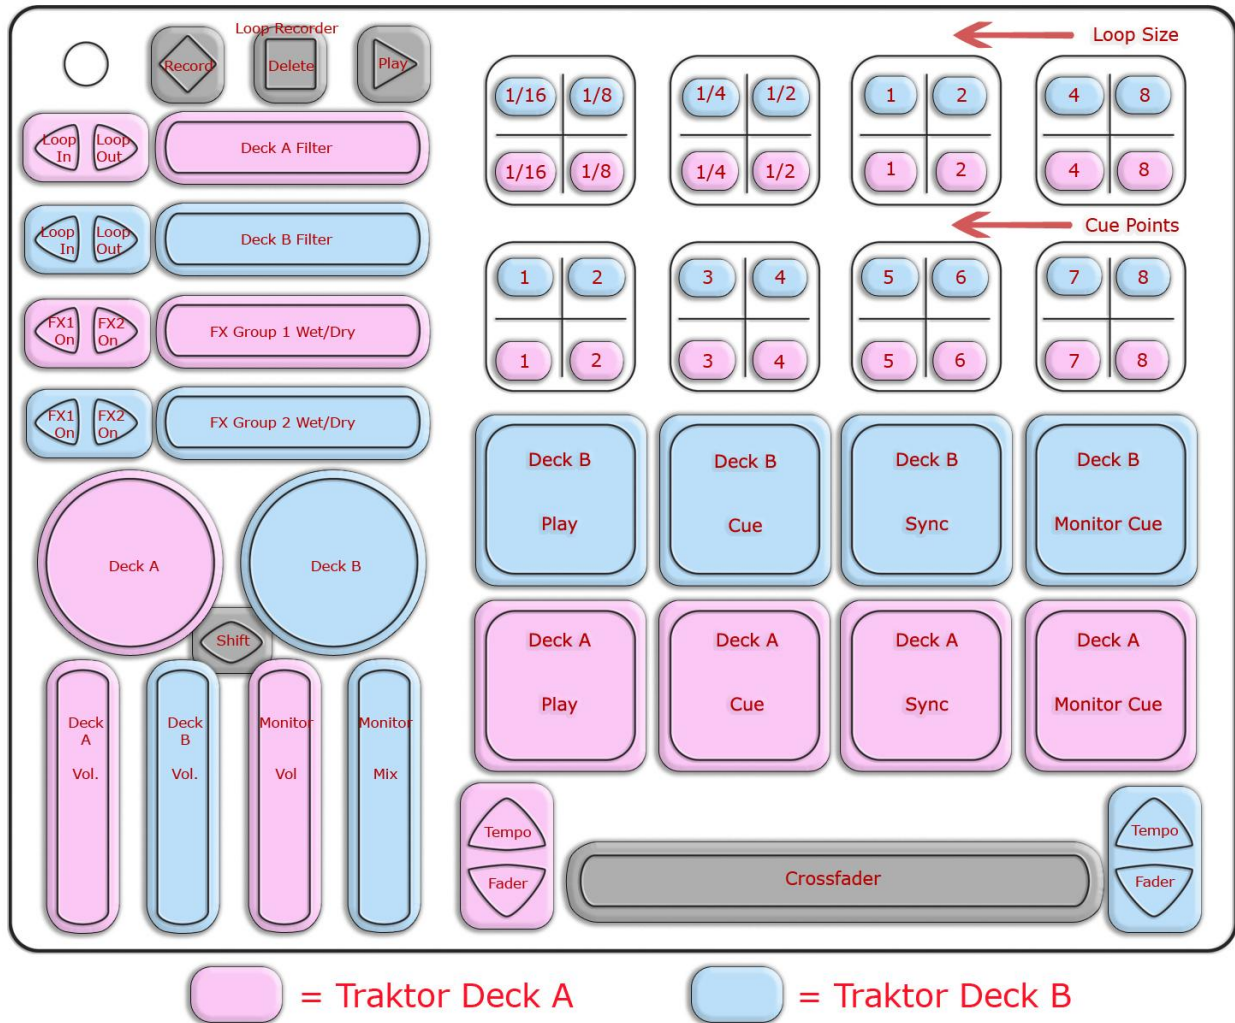 Loop Recorder
Record
Delete
Play
Loop Size
1/16 1/8
1/4 1/2
1 2
4 8
1/16 1/8
1/4 1/2
1 2
4 8
Loop In
Loop Out
Deck A Filter
Cue Points
Loop In
Loop Out
Deck B Filter
1 2
3 4
5 6
7 8
1 2
3 4
5 6
7 8
FX1 On
FX2 On
FX Group 1 Wet/Dry
FX1 On
FX2 On
FX Group 2 Wet/Dry
Deck B
Play
Deck B
Cue
Deck B
Sync
Deck B
Monitor Cue
Deck A
Deck B
Shift
Deck A
Play
Deck A
Cue
Deck A
Sync
Deck A
Monitor Cue
Deck
A
Vol.
Deck
B
Vol.
Monitor
Vol
Monitor
Mix
Tempo
Fader
Crossfader
Tempo
Fader
= Traktor Deck A
= Traktor Deck B